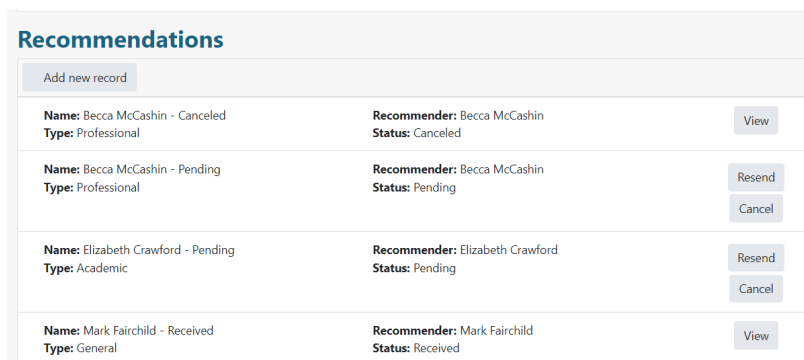 Recommendations
Add new record
Name: Becca McCashin - Canceled
Type: Professional
Recommender: Becca McCashin
Status: Canceled
View
Name: Becca McCashin - Pending
Type: Professional
Recommender: Becca McCashin
Status: Pending
Resend
Cancel
Name: Elizabeth Crawford - Pending
Type: Academic
Recommender: Elizabeth Crawford
Status: Pending
Resend
Cancel
Name: Mark Fairchild - Received
Type: General
Recommender: Mark Fairchild
Status: Received
View